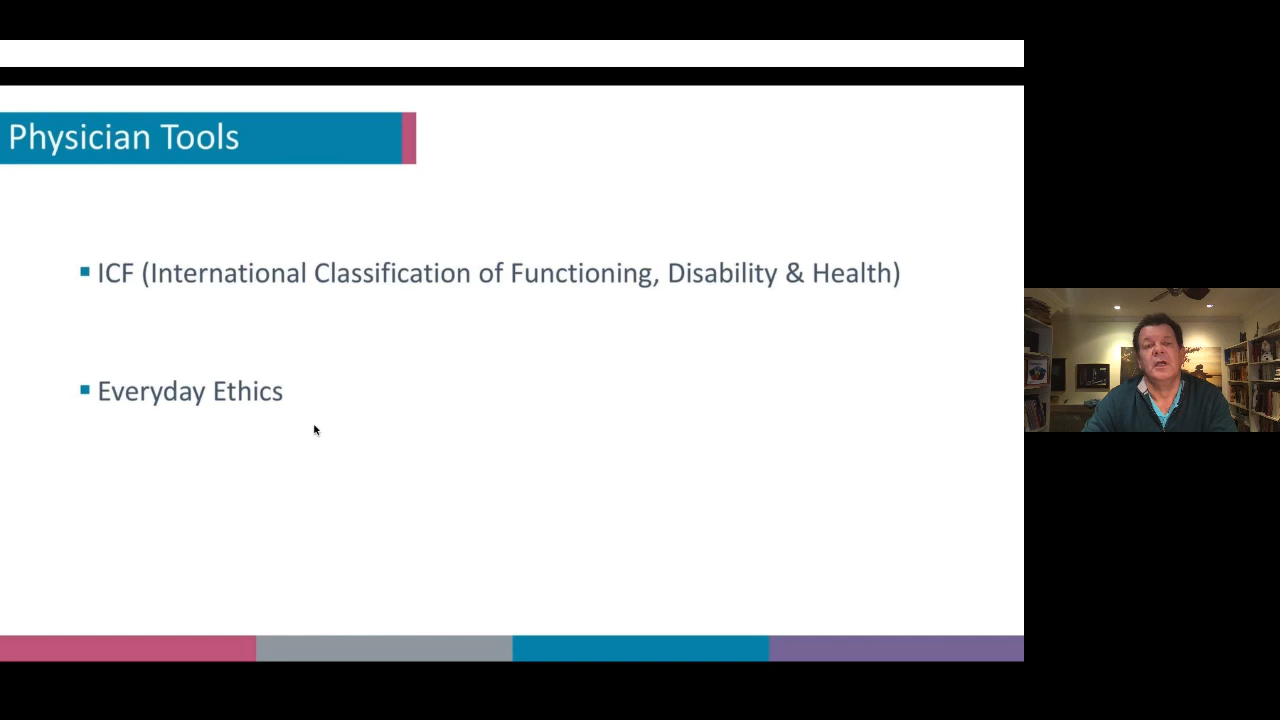 Physician Tools
ICF (International Classification of Functioning, Disability & Health)
Everyday Ethics